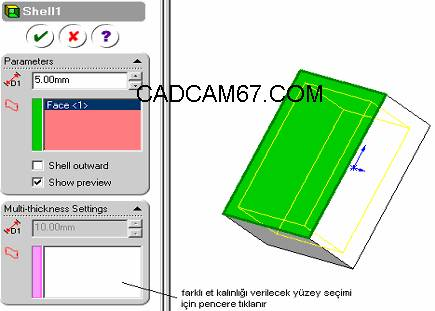 Shell1
?
Parameters
D1
5.00mm
CADCAM67.COM
Face <1>
Shell outward
Show preview
Multi-thickness Settings
D1
10.00mm
farklı et kalınlığı verilecek yüzey seçimi
için pencere tıklanır